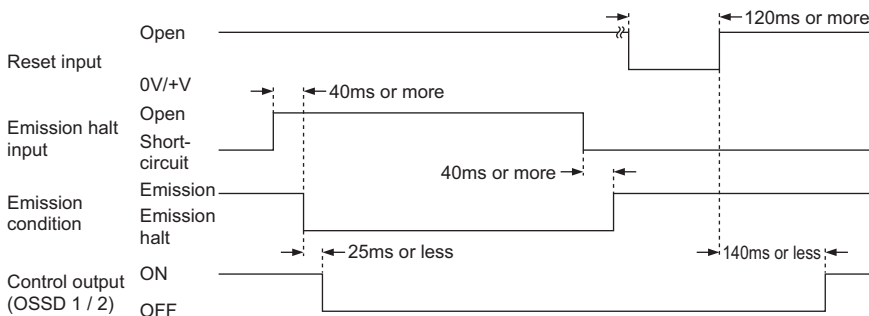 Reset input
Open
0V/+V
120ms or more
Emission halt
input
Open
Short-
circuit
40ms or more
40ms or more
Emission
condition
Emission
Emission
halt
25ms or less
140ms or less
Control output
(OSSD 1 / 2)
ON
OFF